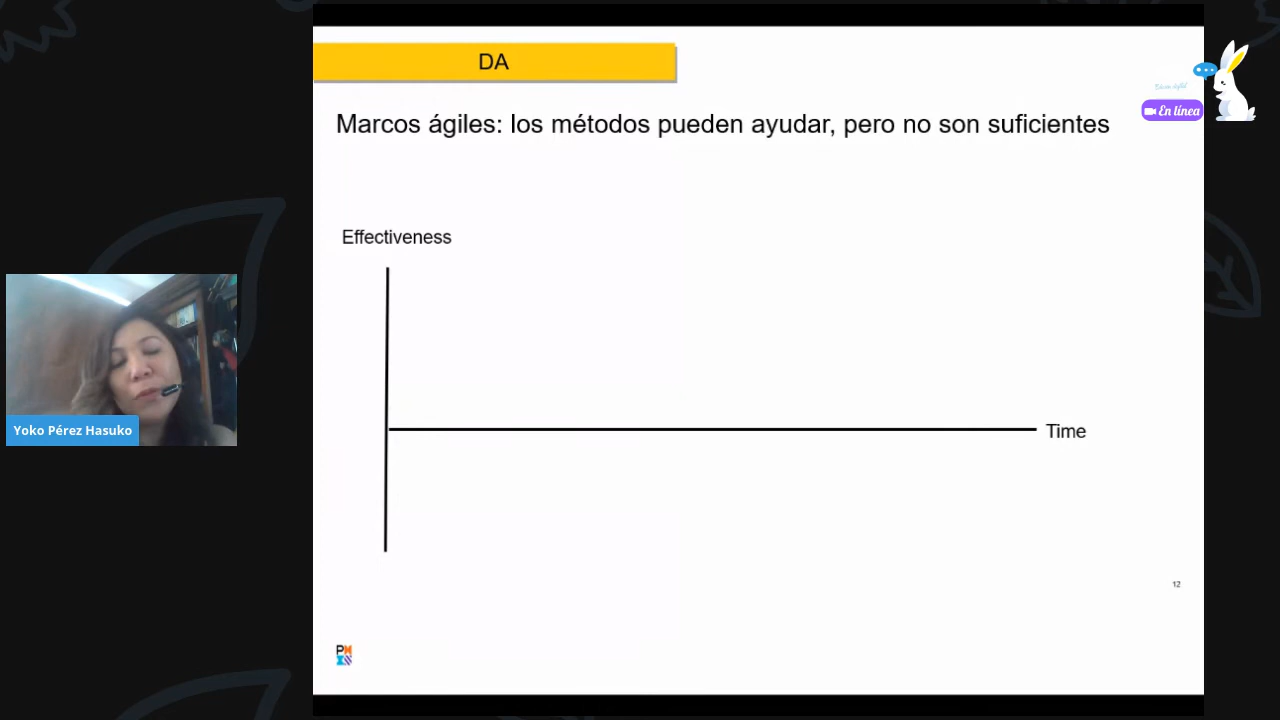 DA
Marcos ágiles: los métodos pueden ayudar, pero no son suficientes
En línea
Effectiveness
Time
Yoko Pérez Hasuko
12